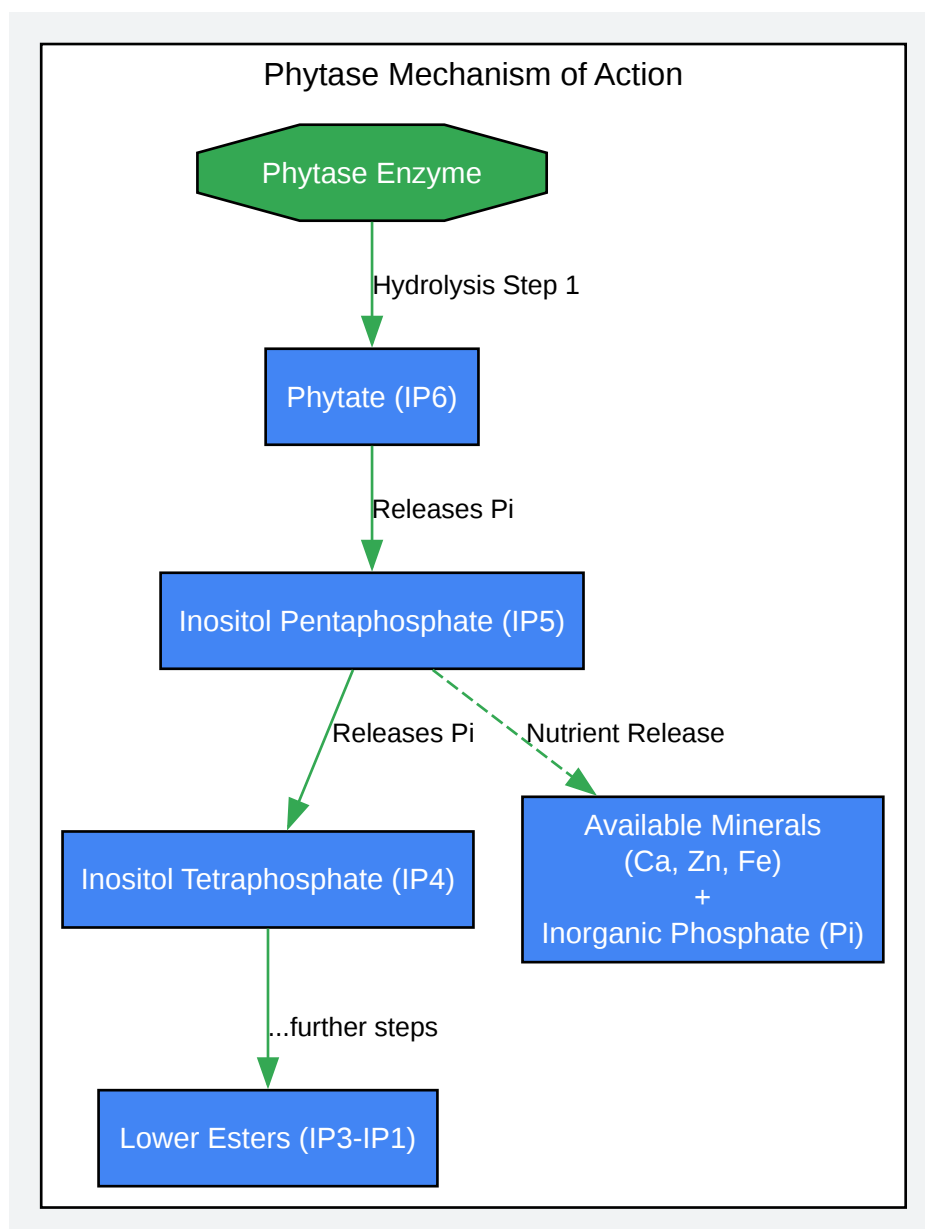 Phytase Mechanism of Action
Phytase Enzyme
Hydrolysis Step 1
Phytate (IP6)
Releases Pi
Inositol Pentaphosphate (IP5)
Releases Pi
Nutrient Release
Available Minerals
(Ca, Zn, Fe)
+
Inorganic Phosphate (Pi)
Inositol Tetraphosphate (IP4)
...further steps
Lower Esters (IP3-IP1)